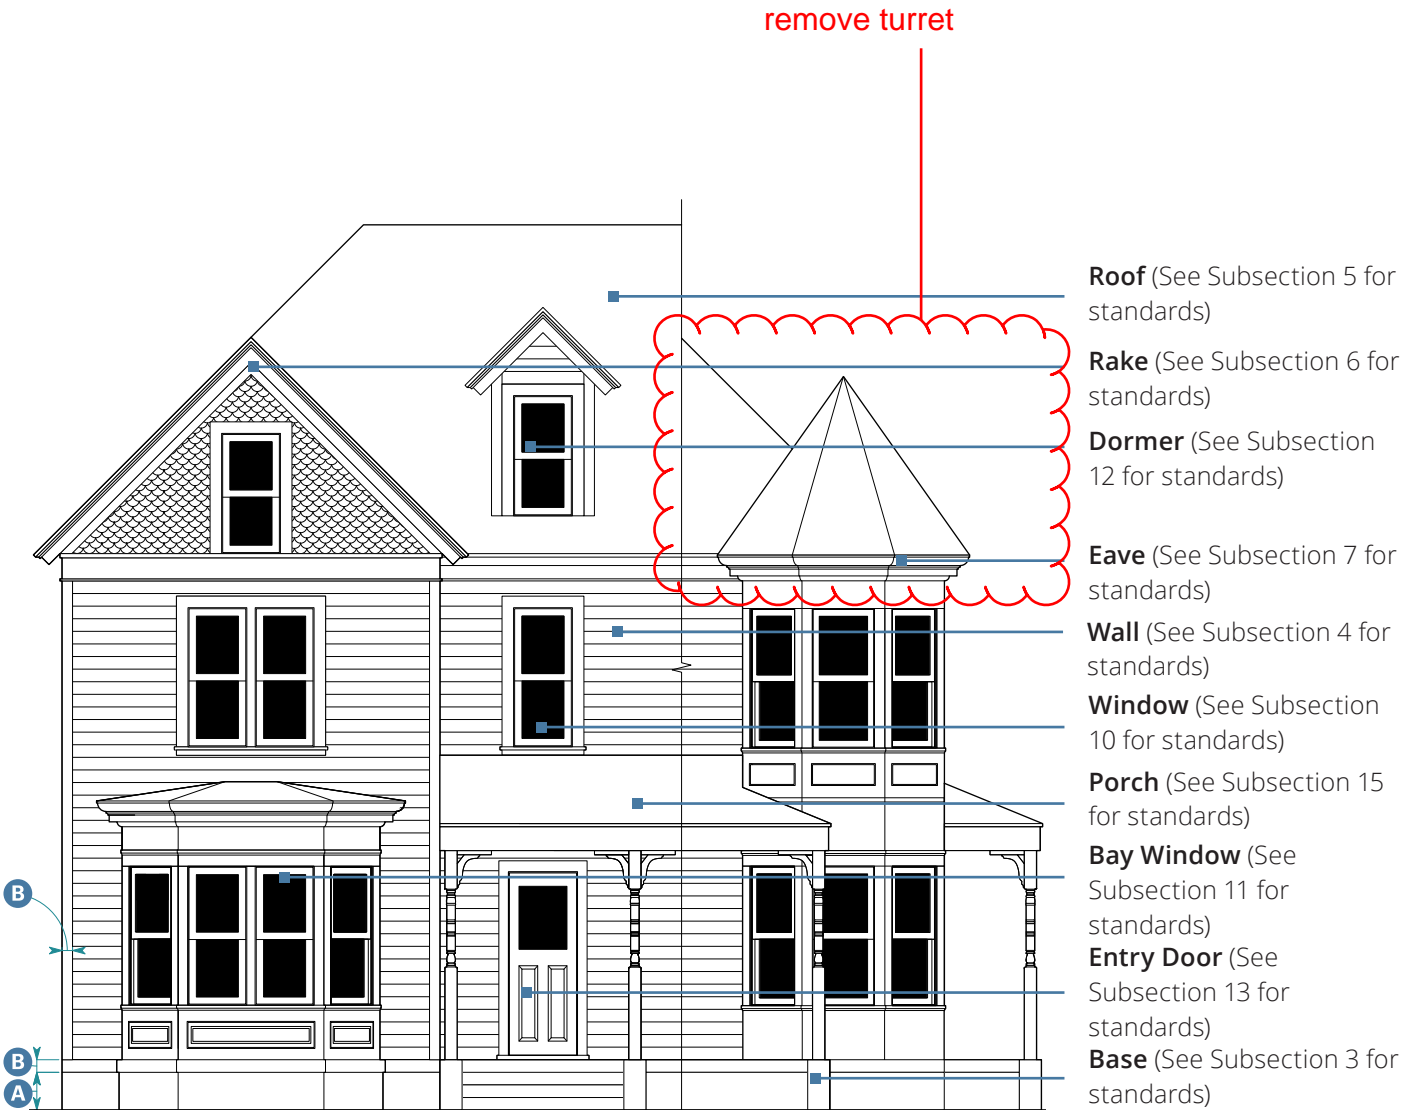 remove turret
Roof (See Subsection 5 for
standards)
Rake (See Subsection 6 for
standards)
Dormer (See Subsection
12 for standards)
Eave (See Subsection 7 for
standards)
Wall (See Subsection 4 for
standards)
Window (See Subsection
10 for standards)
Porch (See Subsection 15
for standards)
Bay Window (See
Subsection 11 for
standards)
Entry Door (See
Subsection 13 for
standards)
Base (See Subsection 3 for
standards)
B
B
A